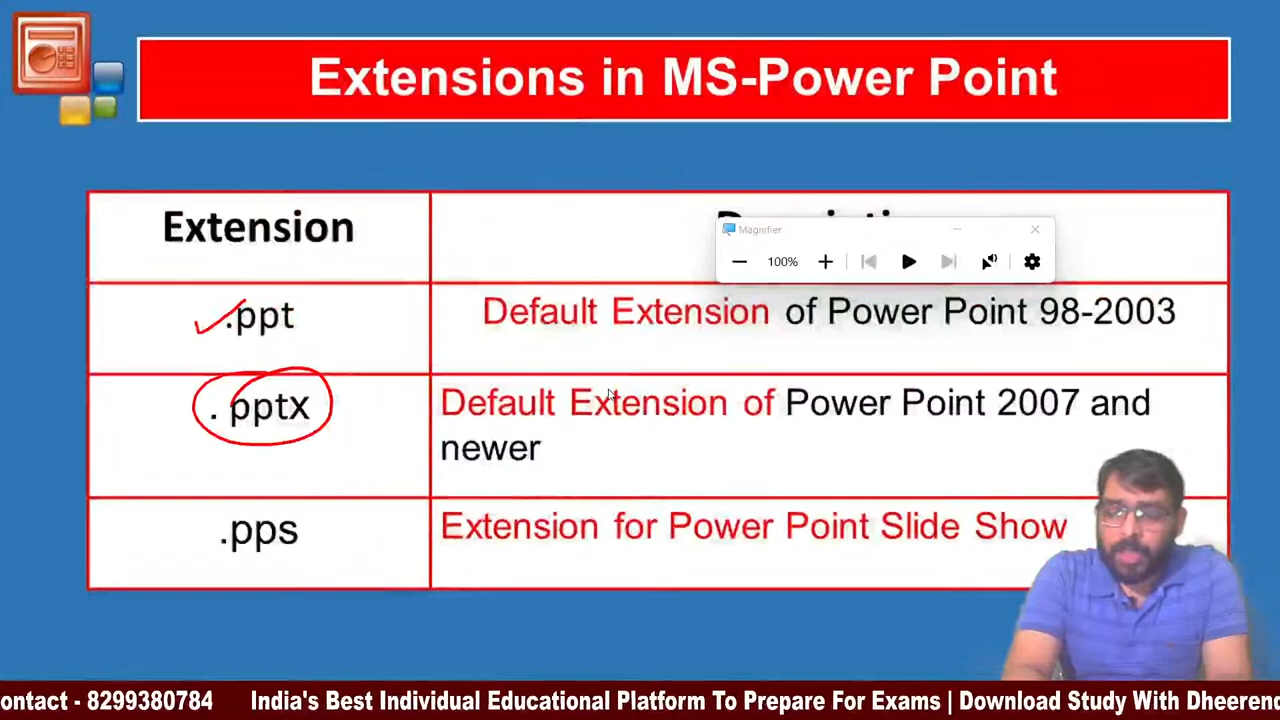 Extensions in MS-Power Point
Extension
Magnifier
100%
.ppt
Default Extension of Power Point 98-2003
. pptx
Default Extension of Power Point 2007 and
newer
.pps
Extension for Power Point Slide Show
ontact - 8299380784 India's Best Individual Educational Platform To Prepare For Exams | Download Study With Dheeren